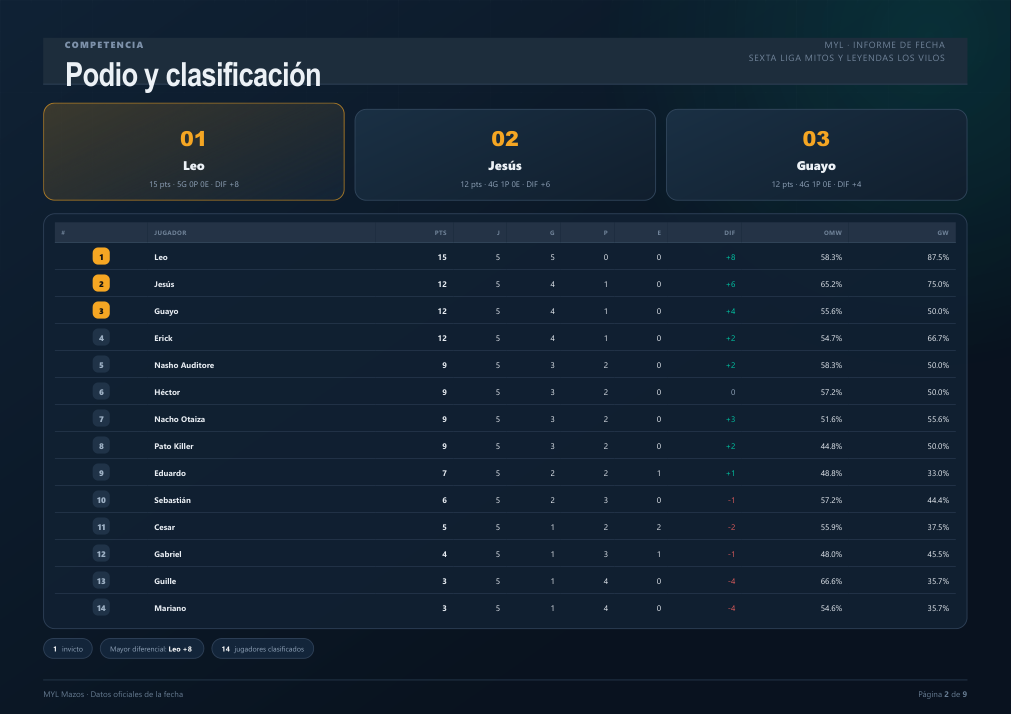 COMPETENCIA
Podio y clasificación
MYL · INFORME DE FECHA
SEXTA LIGA MITOS Y LEYENDAS LOS VILOS
01
Leo
15 pts · 5G 0P 0E · DIF +8
02
Jesús
12 pts · 4G 1P 0E · DIF +6
03
Guayo
12 pts · 4G 1P 0E · DIF +4
# JUGADOR PTS J G P E DIF OMW GW
1 Leo 15 5 5 0 0 +8 58.3% 87.5%
2 Jesús 12 5 4 1 0 +6 65.2% 75.0%
3 Guayo 12 5 4 1 0 +4 55.6% 50.0%
4 Erick 12 5 4 1 0 +2 54.7% 66.7%
5 Nasho Auditore 9 5 3 2 0 +2 58.3% 50.0%
6 Héctor 9 5 3 2 0 0 57.2% 50.0%
7 Nacho Otaiza 9 5 3 2 0 +3 51.6% 55.6%
8 Pato Killer 9 5 3 2 0 +2 44.8% 50.0%
9 Eduardo 7 5 2 2 1 +1 48.8% 33.0%
10 Sebastián 6 5 2 3 0 -1 57.2% 44.4%
11 Cesar 5 5 1 2 2 -2 55.9% 37.5%
12 Gabriel 4 5 1 3 1 -1 48.0% 45.5%
13 Guille 3 5 1 4 0 -4 66.6% 35.7%
14 Mariano 3 5 1 4 0 -4 54.6% 35.7%
1 invicto
Mayor diferencial: Leo +8
14 jugadores clasificados
MYL Mazos · Datos oficiales de la fecha
Página 2 de 9